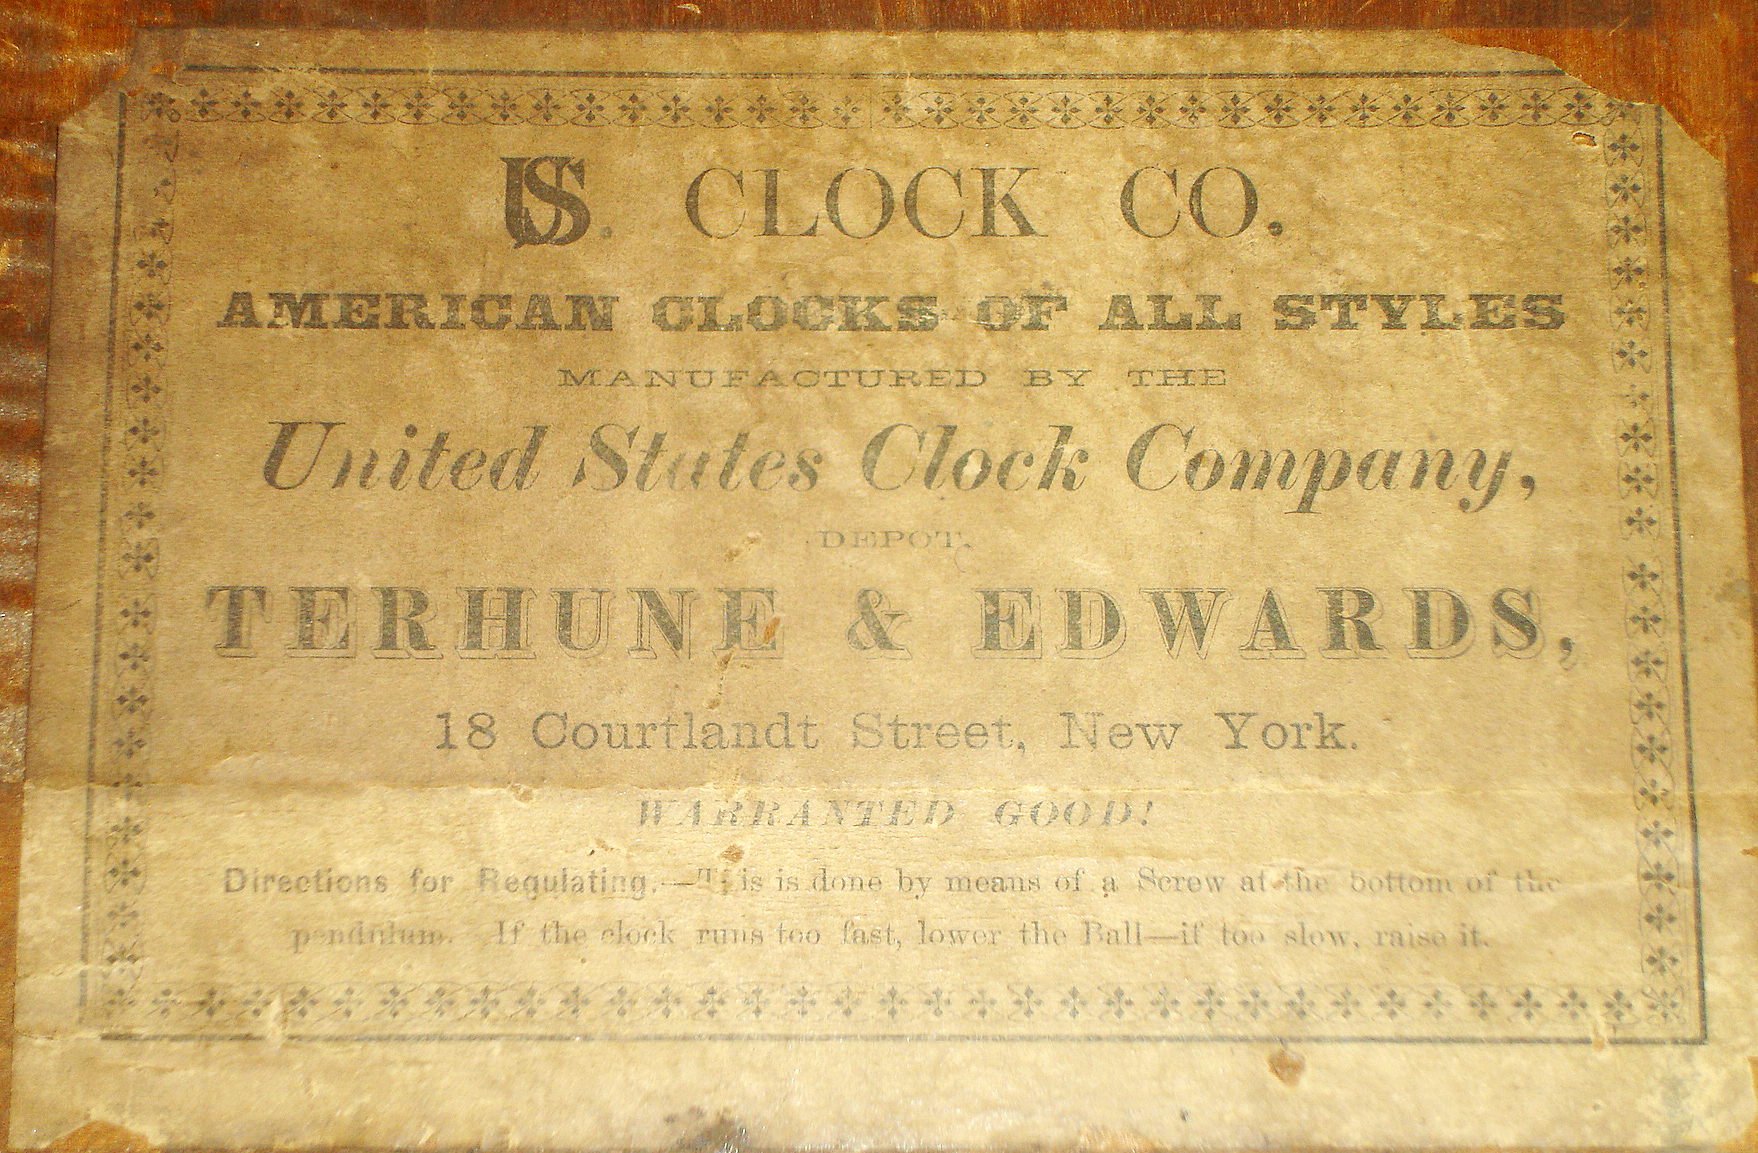 US. CLOCK CO.
AMERICAN CLOCKS OF ALL STYLES
MANUFACTURED BY THE
United States Clock Company,
DEPOT,
TERHUNE & EDWARDS,
18 Courtlandt Street, New York.
WARRANTED GOOD!
Directions for Regulating.—This is done by means of a Screw at the bottom of the
pendulum. If the clock runs too fast, lower the Ball—if too slow, raise it.